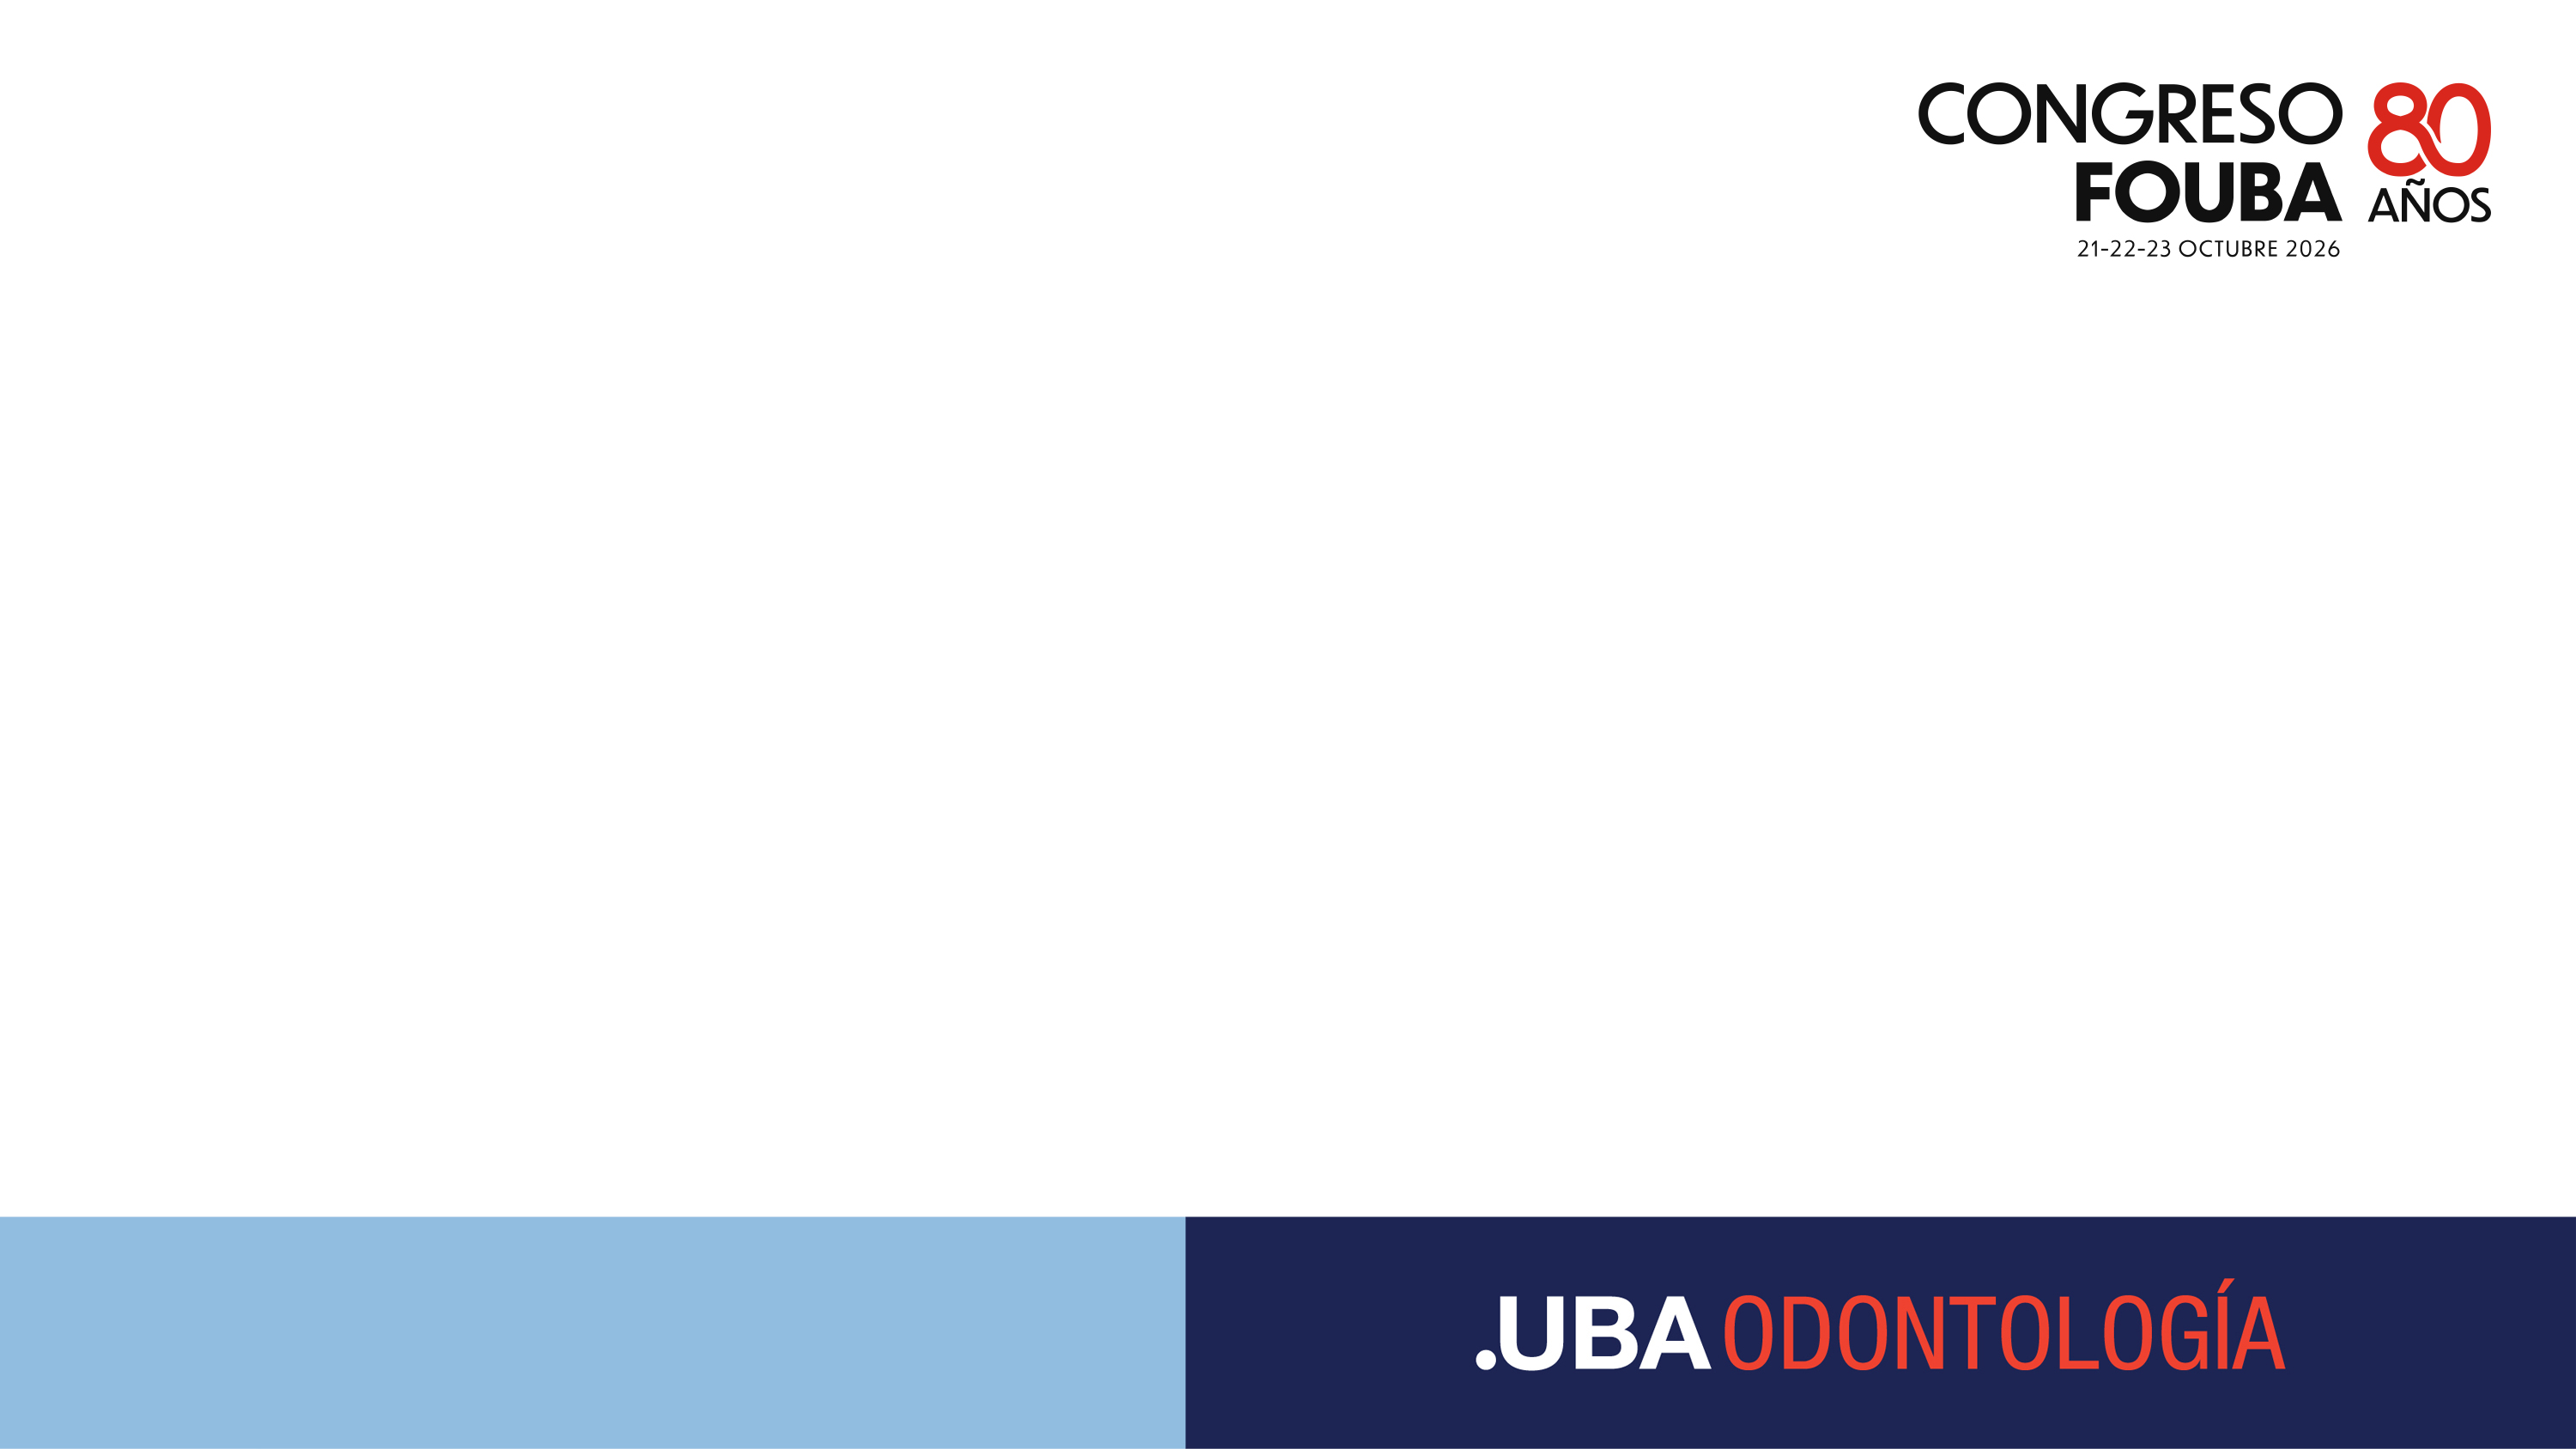 CONGRESO 80
FOUBA AÑOS
21-22-23 OCTUBRE 2026
.UBA ODONTOLOGÍA